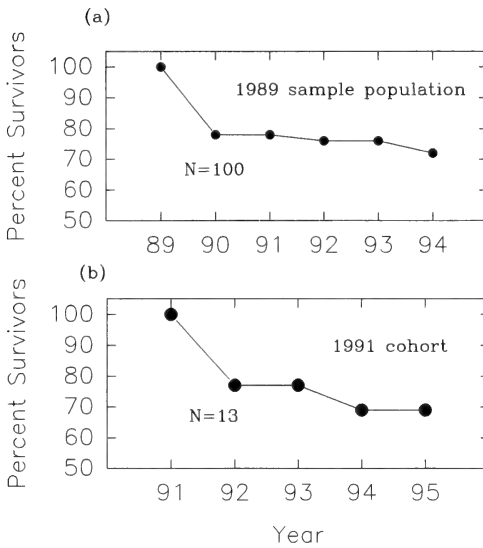 (a)
Percent Survivors
100
90
80
70
60
50
1989 sample population
N=100
89 90 91 92 93 94
(b)
Percent Survivors
100
90
80
70
60
50
1991 cohort
N=13
91 92 93 94 95
Year